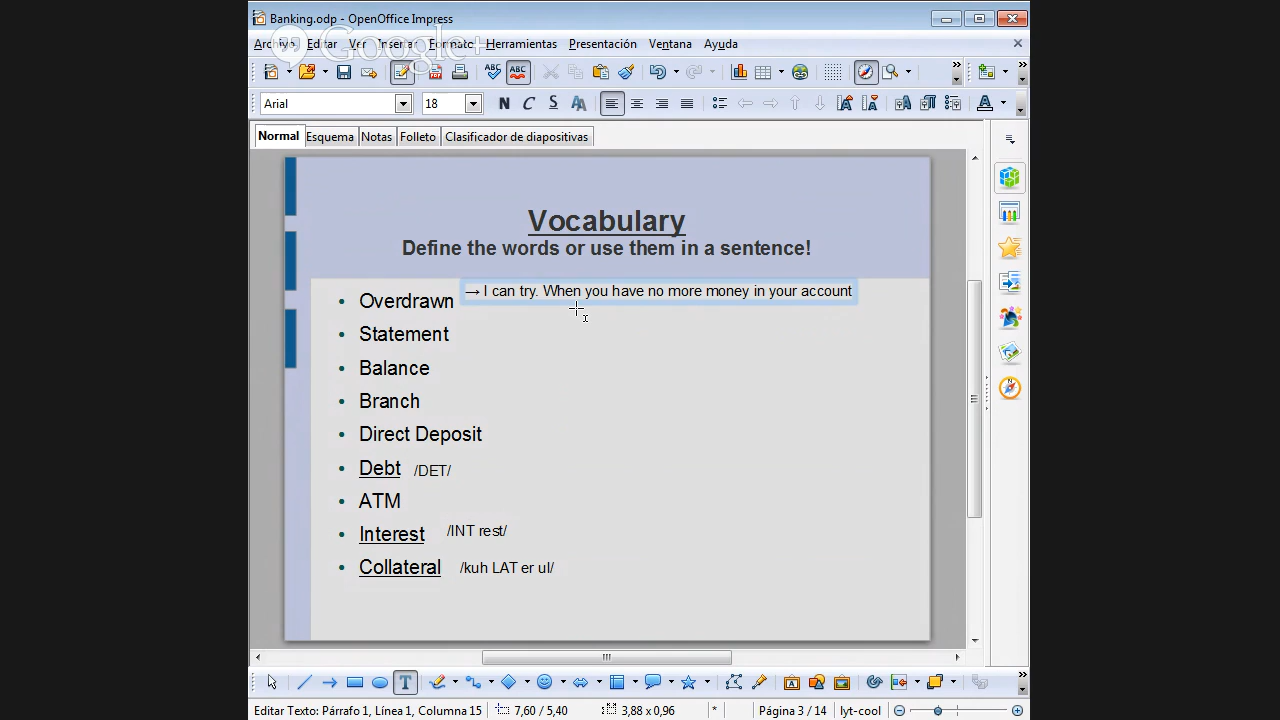 Banking.odp - OpenOffice Impress
Google+
Archivo Editar Ver Insertar Formato Herramientas Presentación Ventana Ayuda
Arial 18 N C S A
Normal Esquema Notas Folleto Clasificador de diapositivas
Vocabulary
Define the words or use them in a sentence!
• Overdrawn → I can try. When you have no more money in your account
• Statement
• Balance
• Branch
• Direct Deposit
• Debt /DET/
• ATM
• Interest /INT rest/
• Collateral /kuh LAT er ul/
Editar Texto: Párrafo 1, Línea 1, Columna 15 7,60 / 5,40 3,88 x 0,96 * Página 3 / 14 lyt-cool